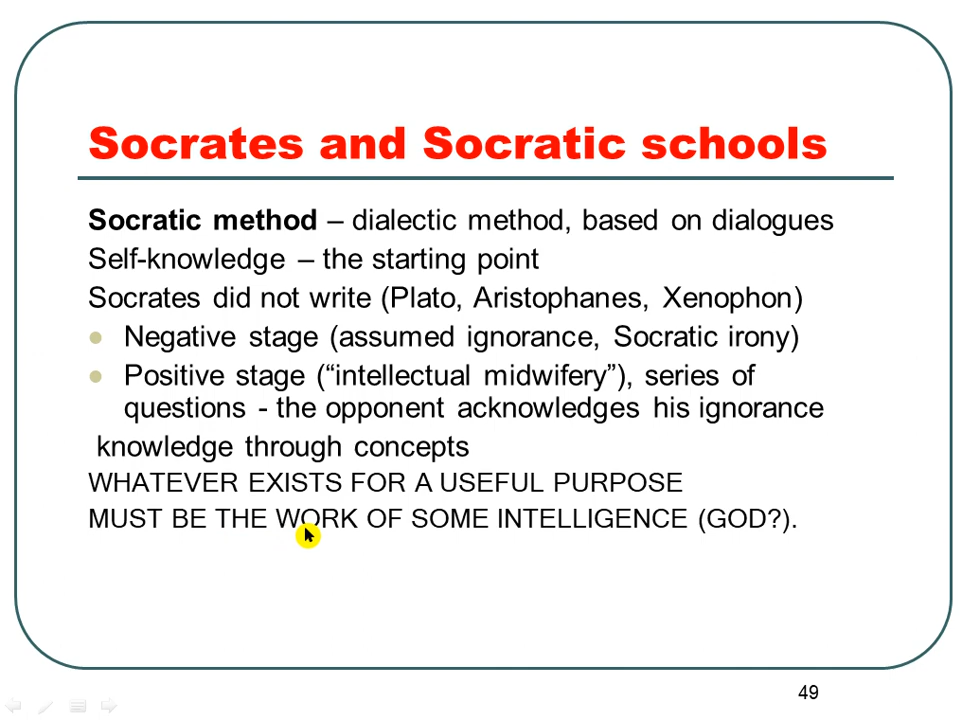 Socrates and Socratic schools
Socratic method – dialectic method, based on dialogues
Self-knowledge – the starting point
Socrates did not write (Plato, Aristophanes, Xenophon)
Negative stage (assumed ignorance, Socratic irony)
Positive stage (“intellectual midwifery”), series of
questions - the opponent acknowledges his ignorance
knowledge through concepts
WHATEVER EXISTS FOR A USEFUL PURPOSE
MUST BE THE WORK OF SOME INTELLIGENCE (GOD?).
49